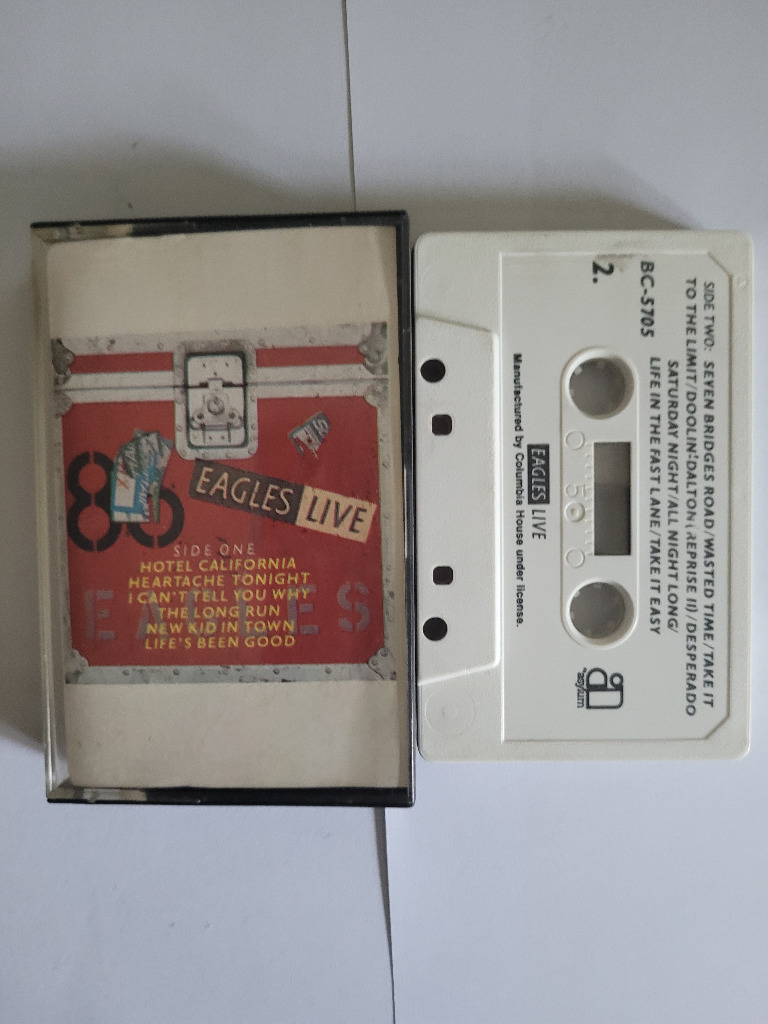 EAGLES LIVE
SIDE ONE
HOTEL CALIFORNIA
HEARTACHE TONIGHT
I CAN'T TELL YOU WHY
THE LONG RUN
NEW KID IN TOWN
LIFE'S BEEN GOOD
EAGLES
SIDE TWO: SEVEN BRIDGES ROAD/WASTED TIME/TAKE IT
TO THE LIMIT/DOOLIN-DALTON (REPRISE II)/DESPERADO
SATURDAY NIGHT/ALL NIGHT LONG/
LIFE IN THE FAST LANE/TAKE IT EASY
BC-5705
2.
50
EAGLES LIVE
Manufactured by Columbia House under license.
asylum